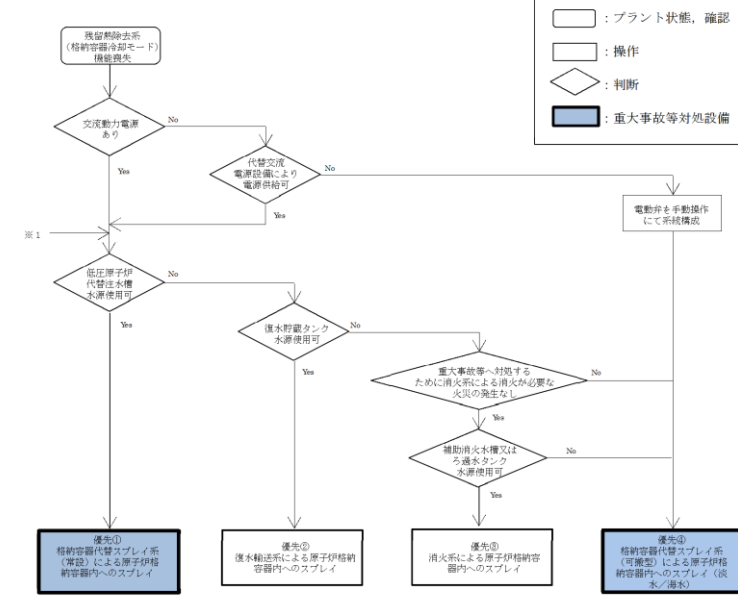 ：プラント状態，確認
：操作
：判断
：重大事故等対処設備
残留熱除去系
（格納容器冷却モード）
機能喪失
交流動力電源
あり
No
Yes
代替交流
電源設備により
電源供給可
No
Yes
電動弁を手動操作
にて系統構成
※１
低圧原子炉
代替注水槽
水源使用可
No
Yes
復水貯蔵タンク
水源使用可
No
Yes
重大事故等へ対処する
ために消火系による消火が必要な
火災の発生なし
No
Yes
補助消火水槽又は
ろ過水タンク
水源使用可
No
Yes
優先①
格納容器代替スプレイ系
（常設）による原子炉格
納容器内へのスプレイ
優先②
復水輸送系による原子炉格納
容器内へのスプレイ
優先③
消火系による原子炉格納容
器内へのスプレイ
優先④
格納容器代替スプレイ系
（可搬型）による原子炉格
納容器内へのスプレイ（淡
水／海水）